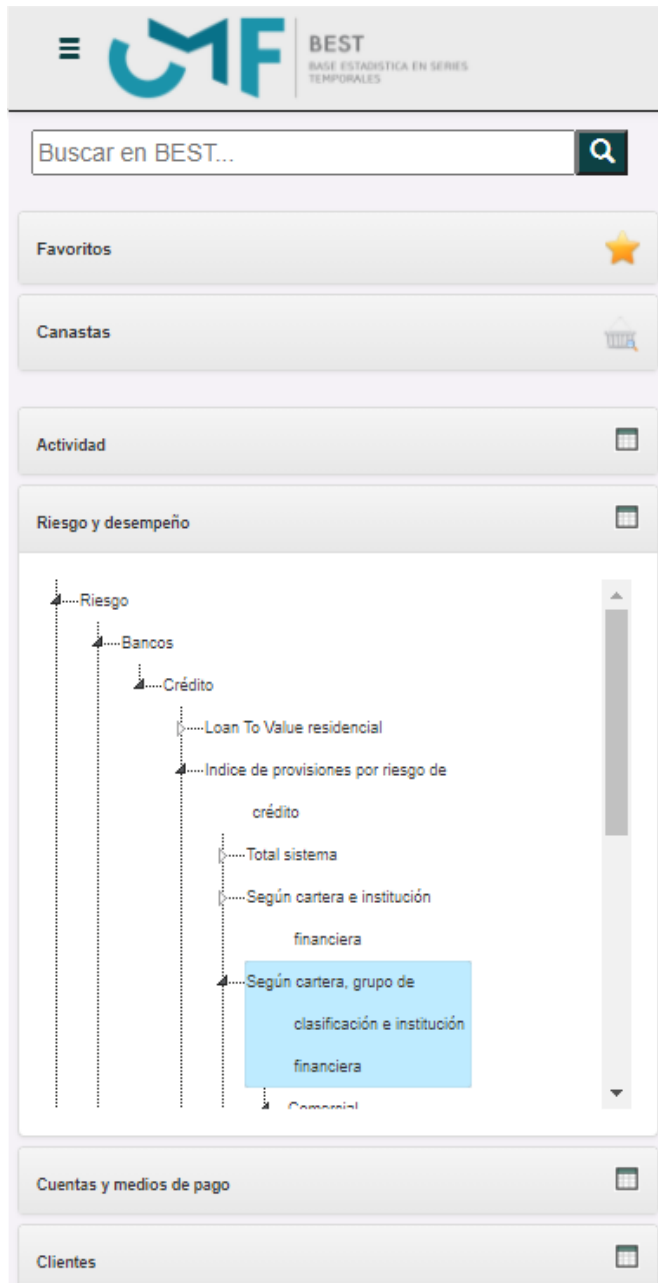 CMF
BEST
BASE ESTADISTICA EN SERIES
TEMPORALES
Buscar en BEST...
Favoritos
Canastas
Actividad
Riesgo y desempeño
Riesgo
Bancos
Crédito
Loan To Value residencial
Indice de provisiones por riesgo de
crédito
Total sistema
Según cartera e institución
financiera
Según cartera, grupo de
clasificación e institución
financiera
Comercial
Cuentas y medios de pago
Clientes